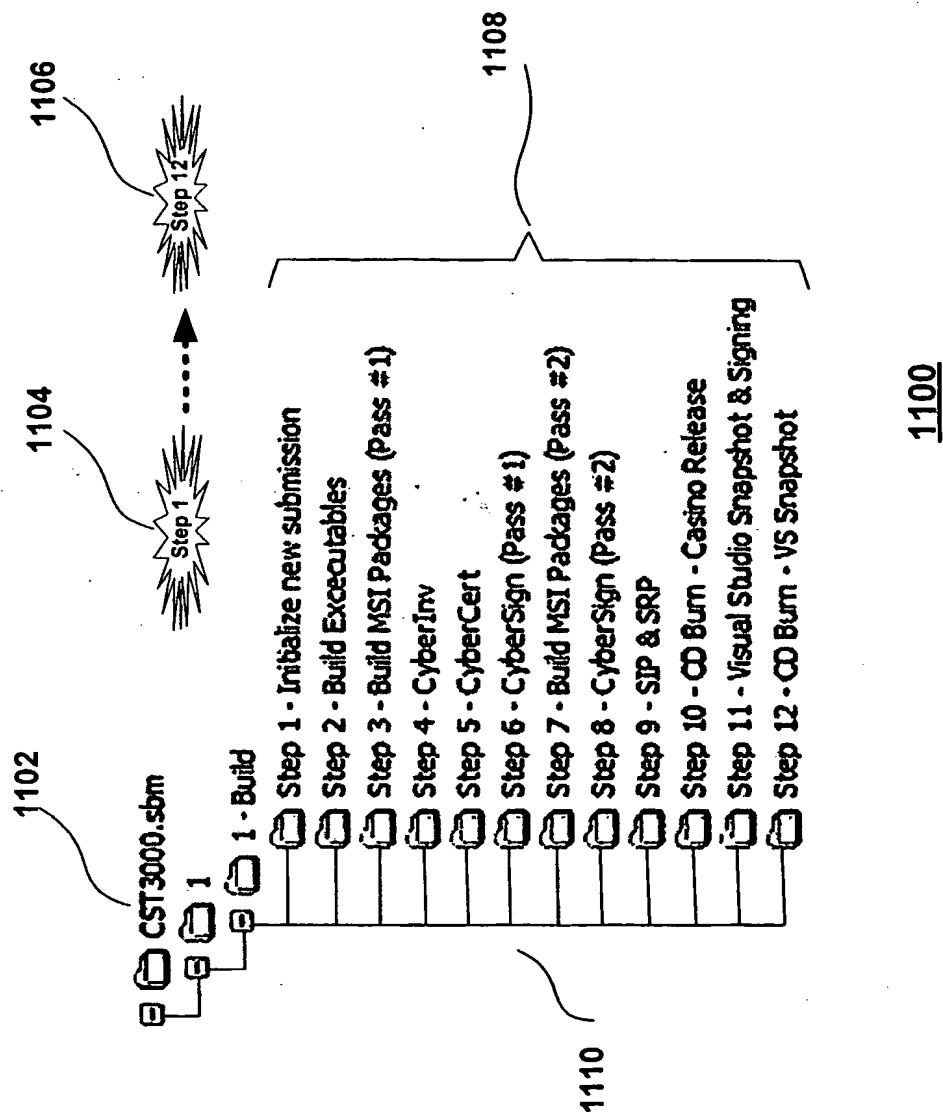 1102
1104
1106
CST3000.sbm
Step 1
Step 12
1
1 - Build
Step 1 - Initialize new submission
Step 2 - Build Excecutables
Step 3 - Build MSI Packages (Pass #1)
Step 4 - CyberInv
Step 5 - CyberCert
Step 6 - CyberSign (Pass #1)
Step 7 - Build MSI Packages (Pass #2)
Step 8 - CyberSign (Pass #2)
Step 9 - SIP & SRP
Step 10 - CD Burn - Casino Release
Step 11 - Visual Studio Snapshot & Signing
Step 12 - CD Burn - VS Snapshot
1108
1110
1100